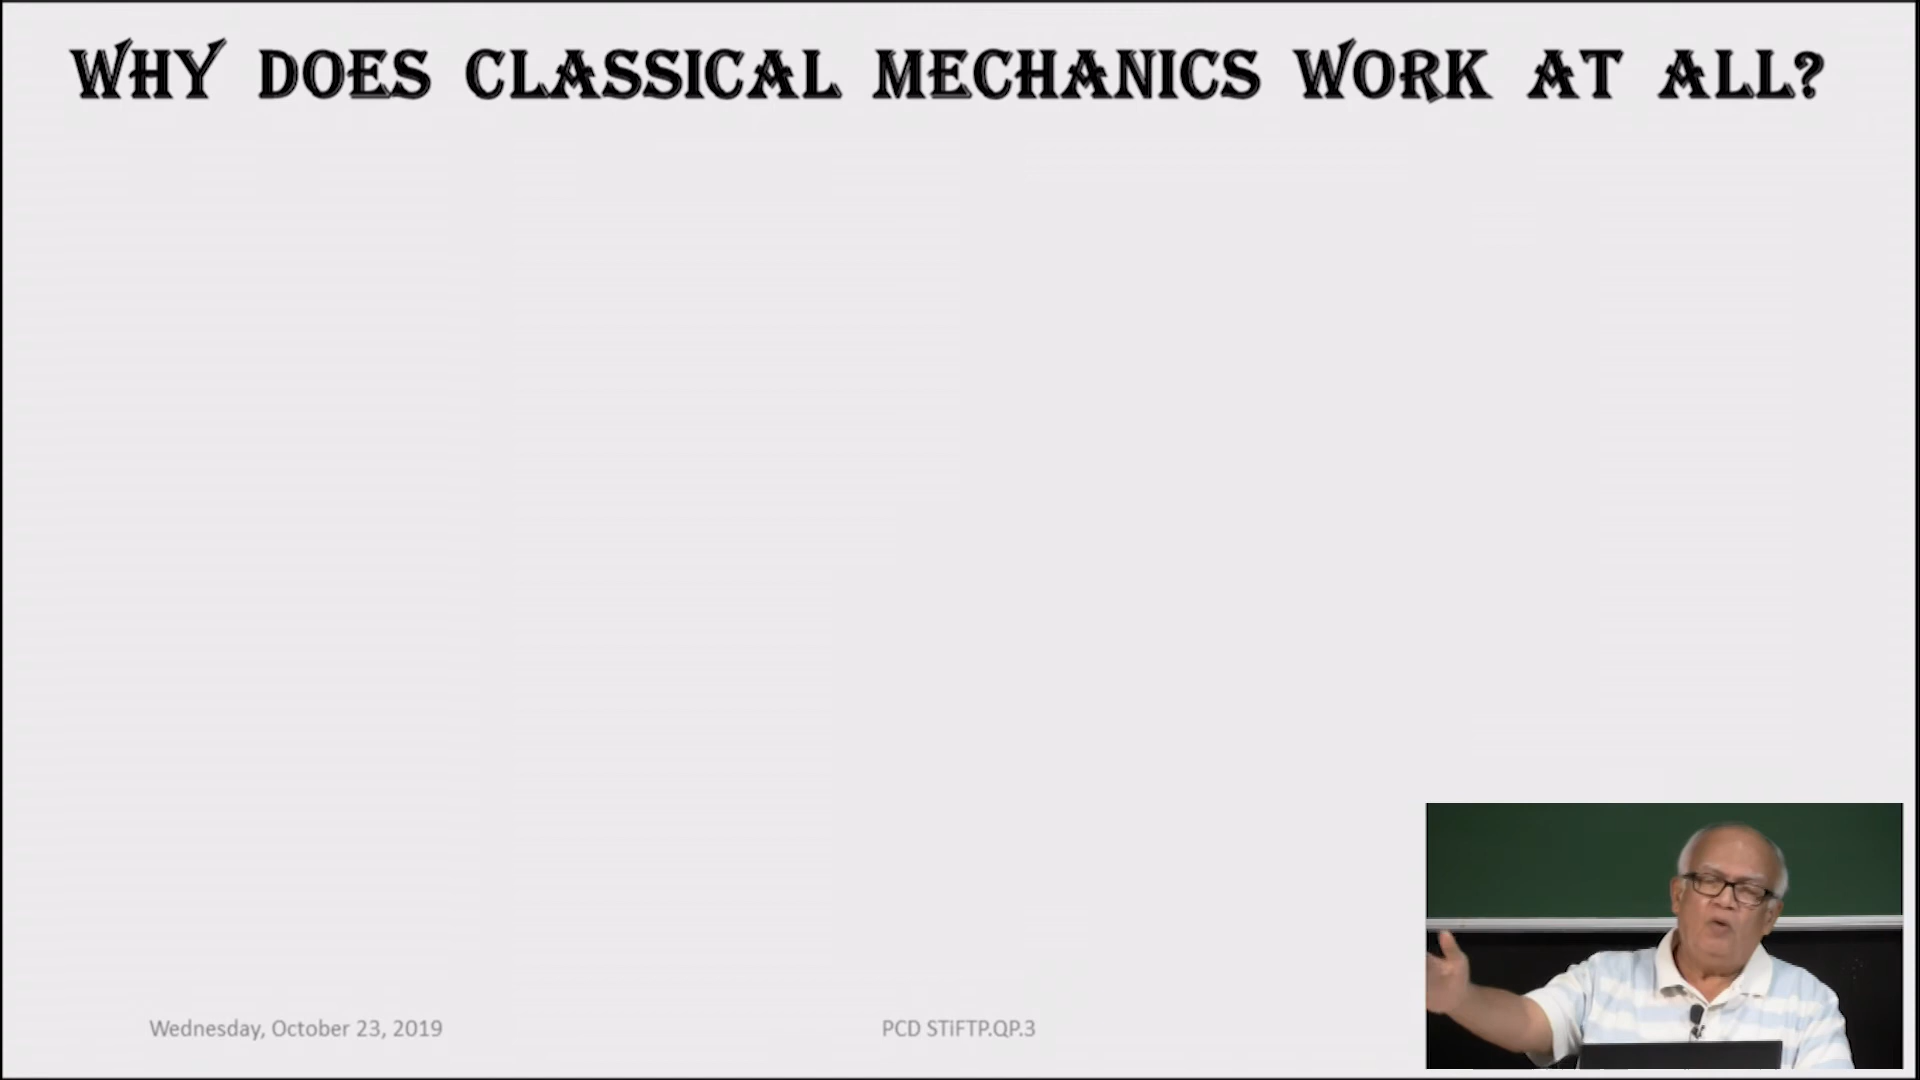 WHY DOES CLASSICAL MECHANICS WORK AT ALL?
Wednesday, October 23, 2019
PCD STiFTP.QP.3